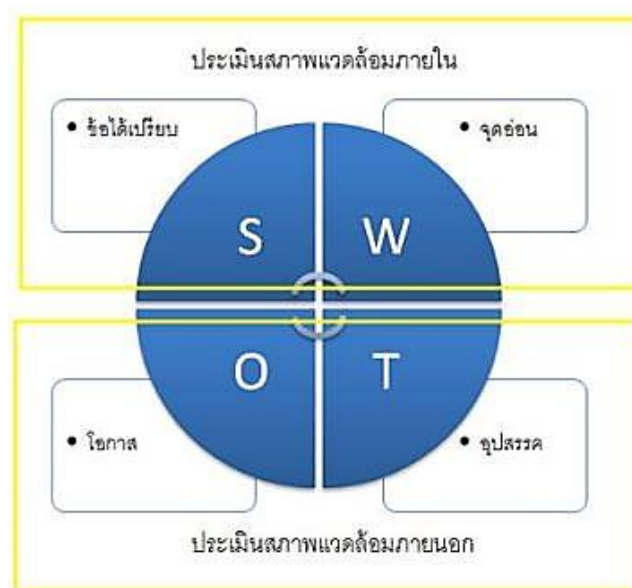 ประเมินสภาพแวดล้อมภายใน
• ข้อได้เปรียบ
• จุดอ่อน
S
W
O
T
• โอกาส
• อุปสรรค
ประเมินสภาพแวดล้อมภายนอก